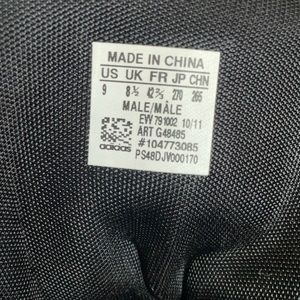 MADE IN CHINA
US UK FR JP CHN
9 8½ 42⅔ 270 265
MALE/MÂLE
EVV 791002 10/11
ART G48485
#104773085
adidas PS48DJV000170